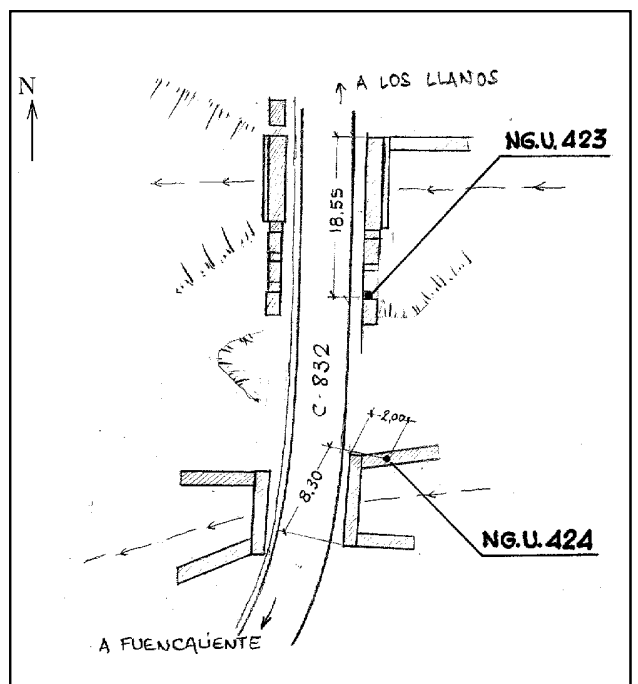 N
A LOS LLANOS
NG.U.423
18.55
C-832
2,00
8.30
NG.U.424
A FUENCALIENTE